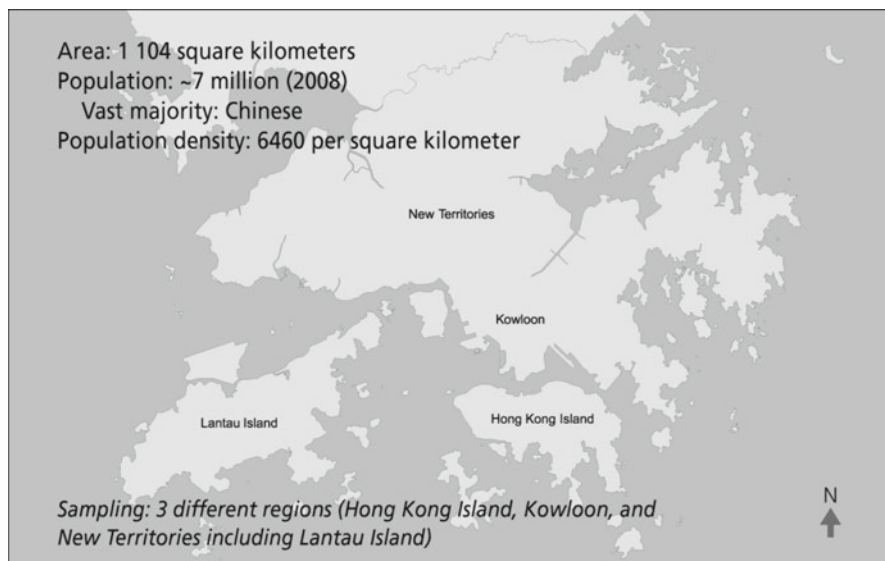 Area: 1 104 square kilometers
Population: ~7 million (2008)
Vast majority: Chinese
Population density: 6460 per square kilometer
New Territories
Kowloon
Lantau Island
Hong Kong Island
Sampling: 3 different regions (Hong Kong Island, Kowloon, and
New Territories including Lantau Island)
N